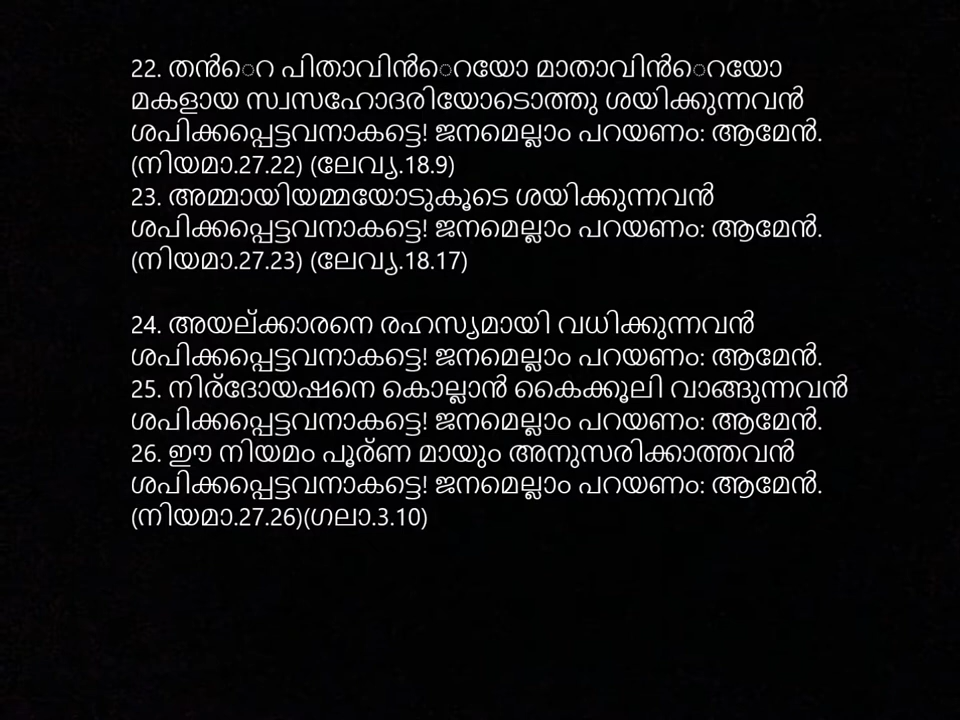 22. തൻെറ പിതാവിൻെറയോ മാതാവിൻെറയോ
മകളായ സ്വസഹോദരിയോടൊത്തു ശയിക്കുന്നവൻ
ശപിക്കപ്പെട്ടവനാകട്ടെ! ജനമെല്ലാം പറയണം: ആമേൻ.
(നിയമാ.27.22) (ലേവ്യ.18.9)
23. അമ്മായിയമ്മയോടുകൂടെ ശയിക്കുന്നവൻ
ശപിക്കപ്പെട്ടവനാകട്ടെ! ജനമെല്ലാം പറയണം: ആമേൻ.
(നിയമാ.27.23) (ലേവ്യ.18.17)
24. അയല്ക്കാരനെ രഹസ്യമായി വധിക്കുന്നവൻ
ശപിക്കപ്പെട്ടവനാകട്ടെ! ജനമെല്ലാം പറയണം: ആമേൻ.
25. നിര്ദോയഷനെ കൊല്ലാൻ കൈക്കൂലി വാങ്ങുന്നവൻ
ശപിക്കപ്പെട്ടവനാകട്ടെ! ജനമെല്ലാം പറയണം: ആമേൻ.
26. ഈ നിയമം പൂര്ണ മായും അനുസരിക്കാത്തവൻ
ശപിക്കപ്പെട്ടവനാകട്ടെ! ജനമെല്ലാം പറയണം: ആമേൻ.
(നിയമാ.27.26)(ഗലാ.3.10)